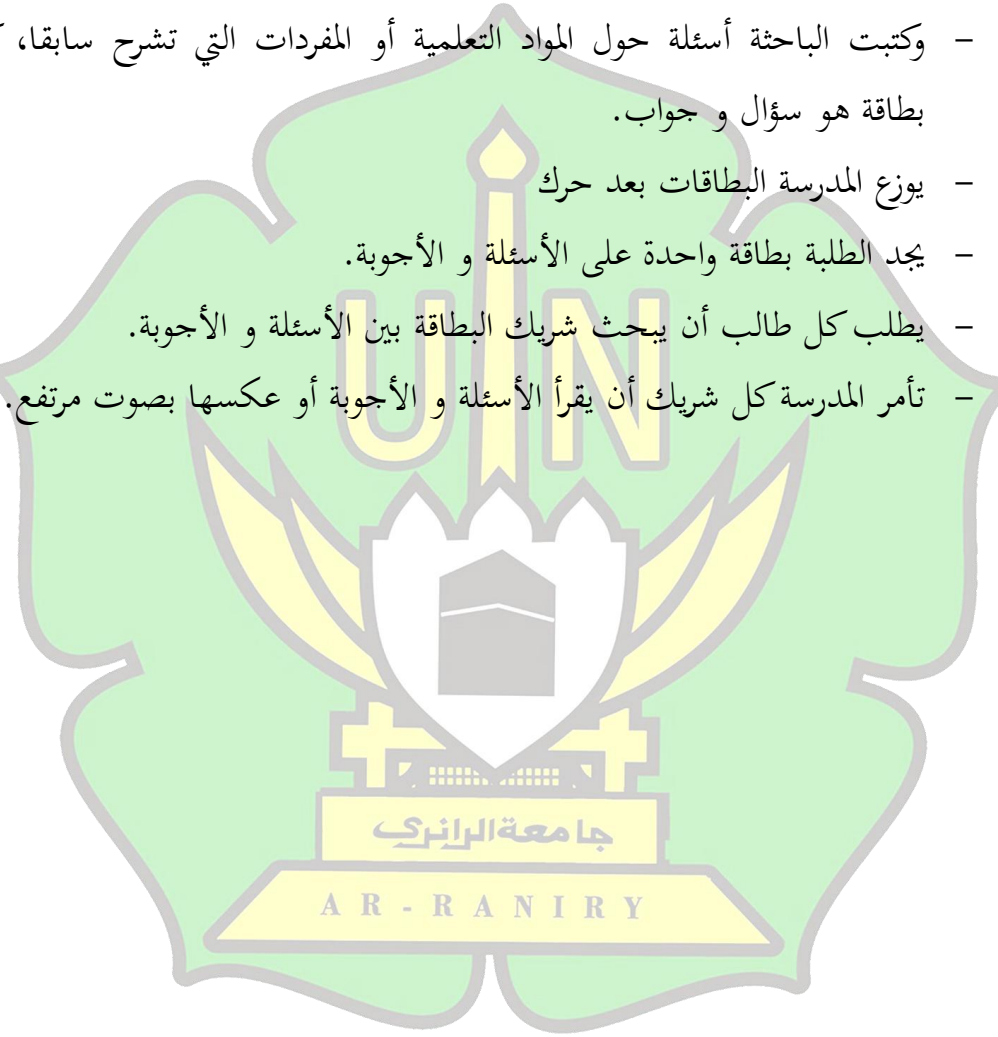 - وكتبت الباحثة أسئلة حول المواد التعلمية أو المفردات التي تشرح سابقا،
بطاقة هو سؤال و جواب.
- يوزع المدرسة البطاقات بعد حرك
- يجد الطلبة بطاقة واحدة على الأسئلة و الأجوبة.
- يطلب كل طالب أن يبحث شريك البطاقة بين الأسئلة و الأجوبة.
- تأمر المدرسة كل شريك أن يقرأ الأسئلة و الأجوبة أو عكسها بصوت مرتفع.
UIN
جامعة الرانري
AR-RANIRY